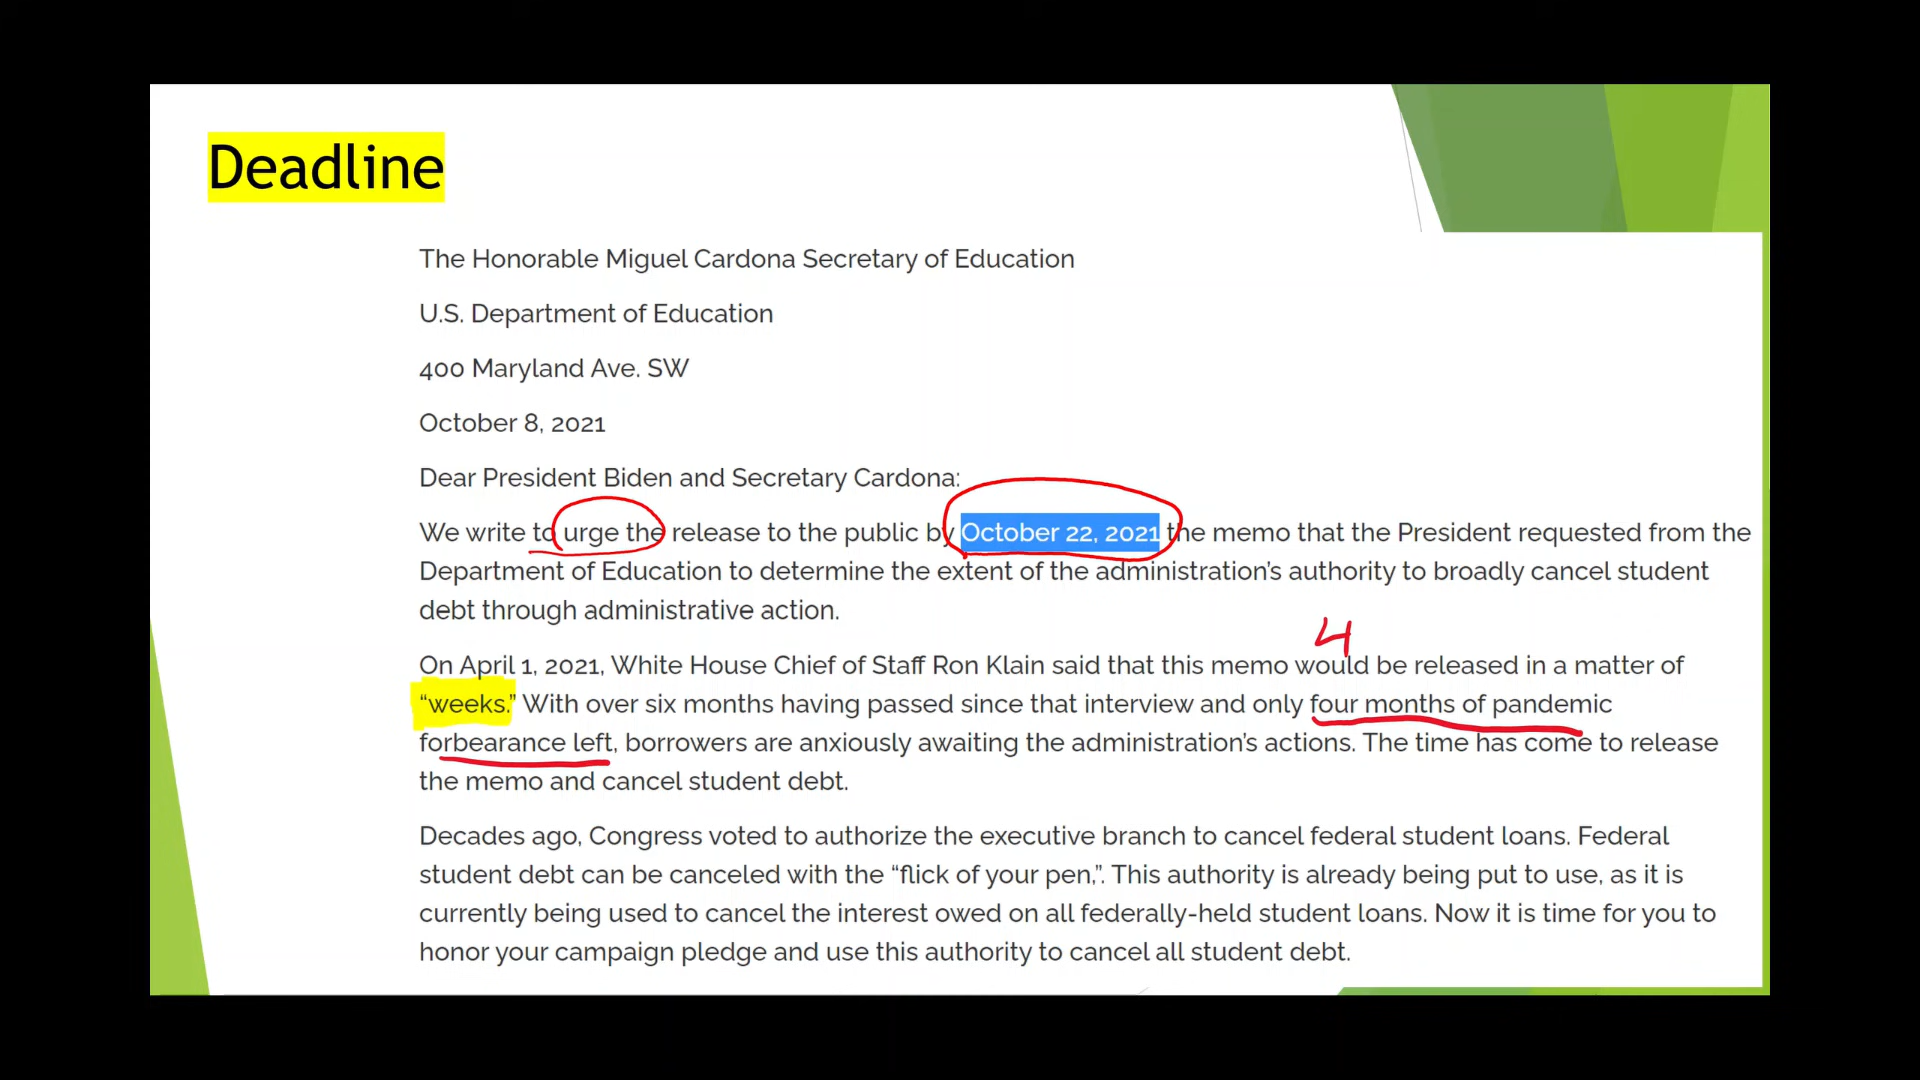 Deadline
The Honorable Miguel Cardona Secretary of Education
U.S. Department of Education
400 Maryland Ave. SW
October 8, 2021
Dear President Biden and Secretary Cardona:
We write to urge the release to the public by October 22, 2021 the memo that the President requested from the
Department of Education to determine the extent of the administration's authority to broadly cancel student
debt through administrative action.
4
On April 1, 2021, White House Chief of Staff Ron Klain said that this memo would be released in a matter of
“weeks.” With over six months having passed since that interview and only four months of pandemic
forbearance left, borrowers are anxiously awaiting the administration's actions. The time has come to release
the memo and cancel student debt.
Decades ago, Congress voted to authorize the executive branch to cancel federal student loans. Federal
student debt can be canceled with the “flick of your pen,”. This authority is already being put to use, as it is
currently being used to cancel the interest owed on all federally-held student loans. Now it is time for you to
honor your campaign pledge and use this authority to cancel all student debt.